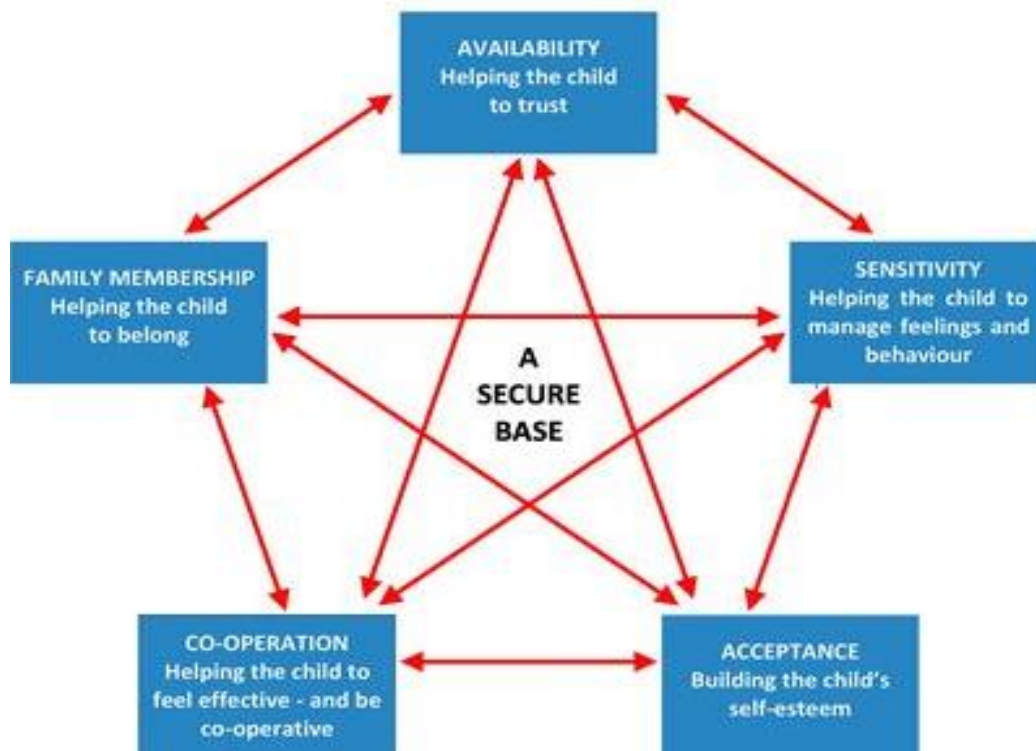 AVAILABILITY
Helping the child
to trust
FAMILY MEMBERSHIP
Helping the child
to belong
SENSITIVITY
Helping the child to
manage feelings and
behaviour
A
SECURE
BASE
CO-OPERATION
Helping the child to
feel effective - and be
co-operative
ACCEPTANCE
Building the child's
self-esteem